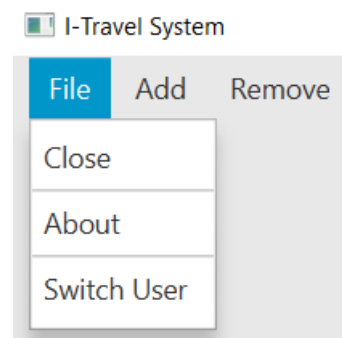 I-Travel System
File Add Remove
Close
About
Switch User